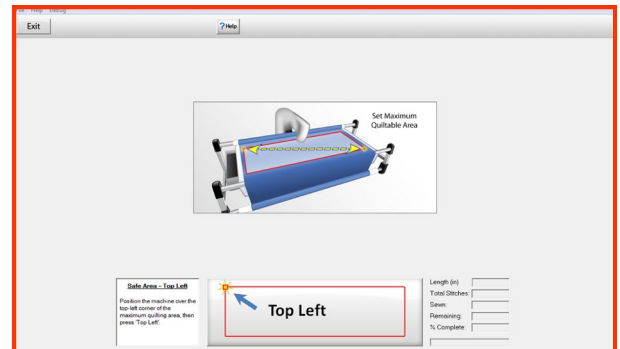 Help
Exit
?Help
Set Maximum
Quiltable Area
Safe Area - Top Left
Position the machine over the
top-left corner of the
maximum quilting area, then
press 'Top Left'.
Top Left
Length (in)
Total Stitches:
Sewn:
Remaining:
% Complete: